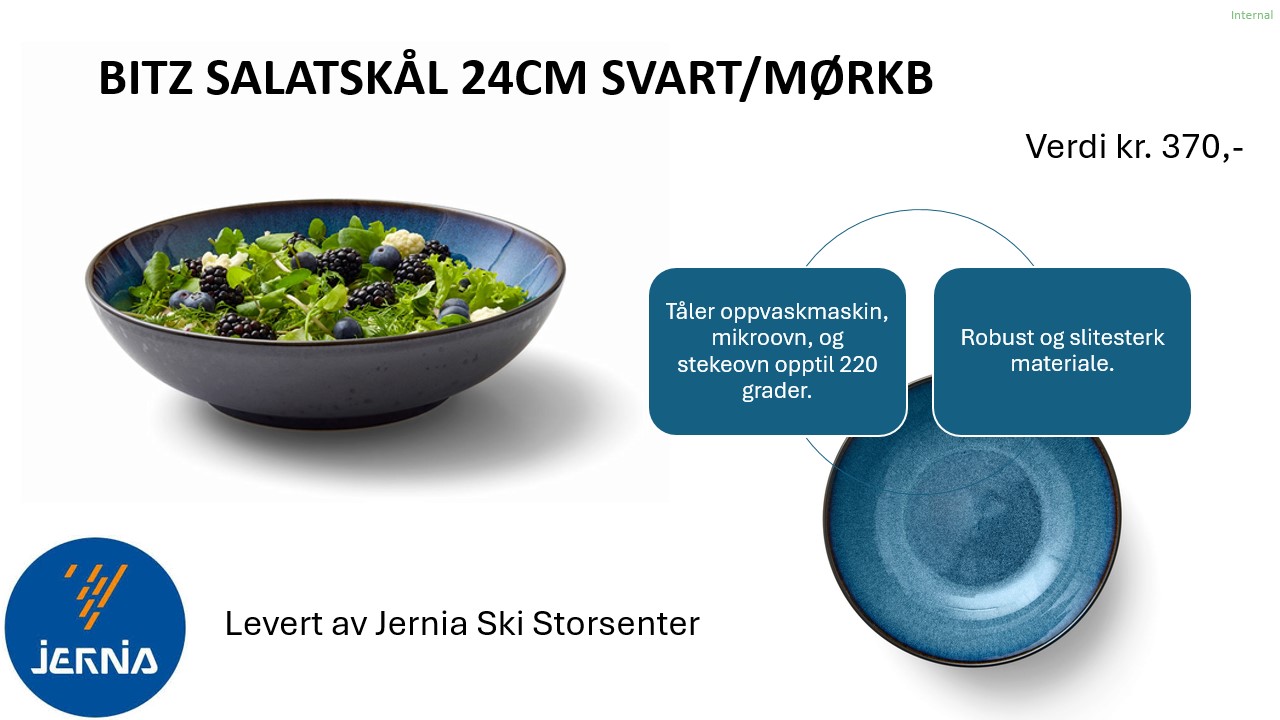 Internal
BITZ SALATSKÅL 24CM SVART/MØRKB
Verdi kr. 370,-
Tåler oppvaskmaskin,
mikroovn, og
stekeovn opptil 220
grader.
Robust og slitesterk
materiale.
JERNIA
Levert av Jernia Ski Storsenter